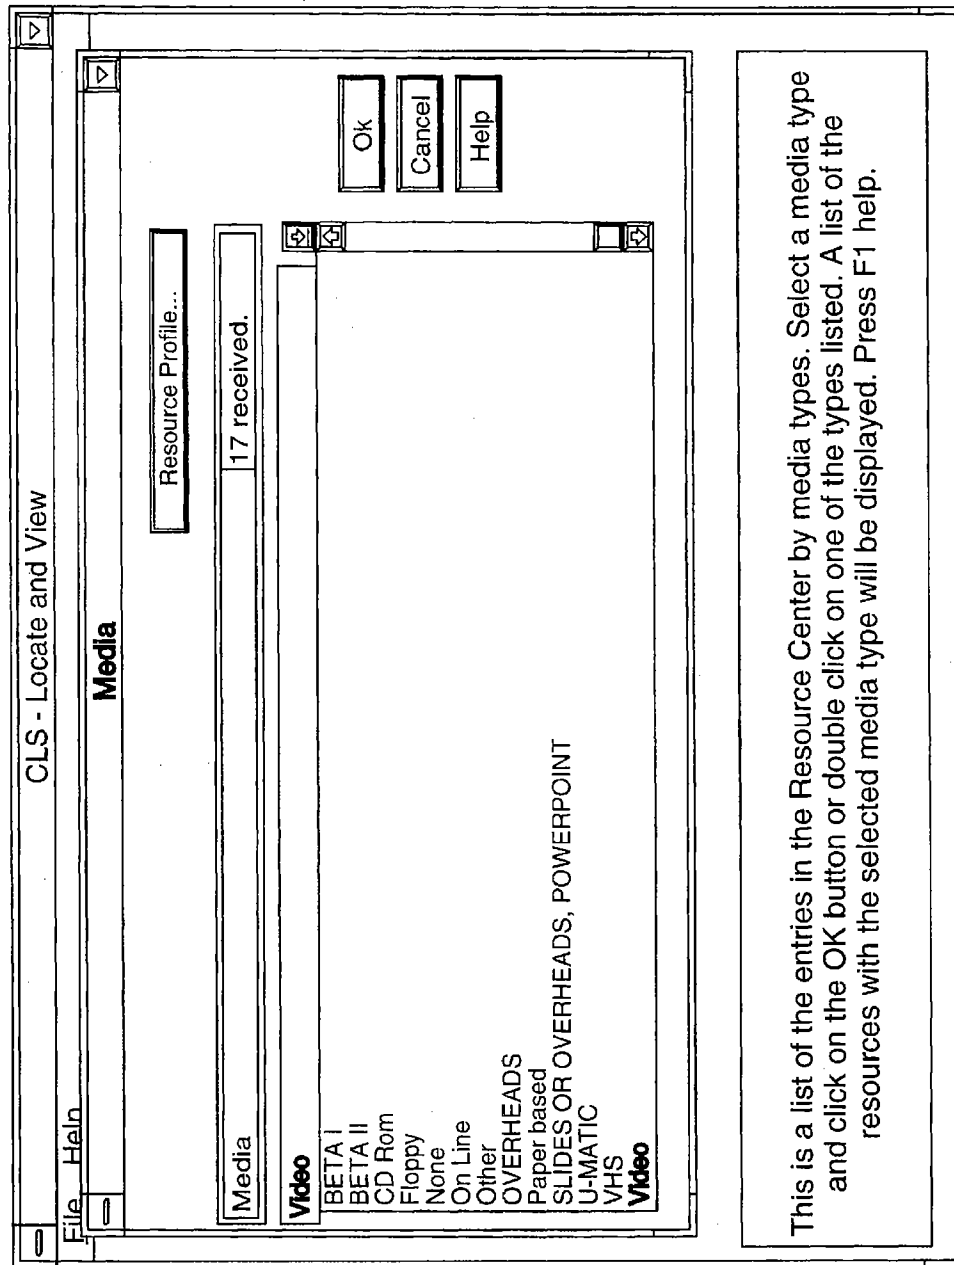 CLS - Locate and View
File Help
Media
Resource Profile...
Media 17 received.
Video
BETA I
BETA II
CD Rom
Floppy
None
On Line
Other
OVERHEADS
Paper based
SLIDES OR OVERHEADS, POWERPOINT
U-MATIC
VHS
Video
Ok
Cancel
Help
This is a list of the entries in the Resource Center by media types. Select a media type
and click on the OK button or double click on one of the types listed. A list of the
resources with the selected media type will be displayed. Press F1 help.